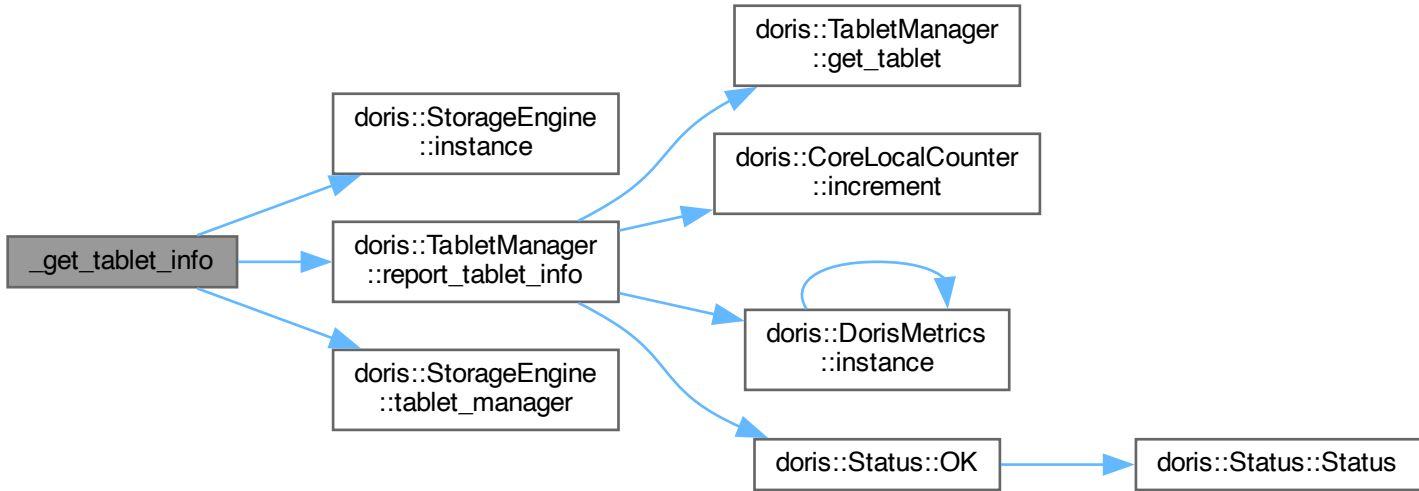 _get_tablet_info
doris::StorageEngine
::instance
doris::TabletManager
::report_tablet_info
doris::StorageEngine
::tablet_manager
doris::TabletManager
::get_tablet
doris::CoreLocalCounter
::increment
doris::DorisMetrics
::instance
doris::Status::OK
doris::Status::Status